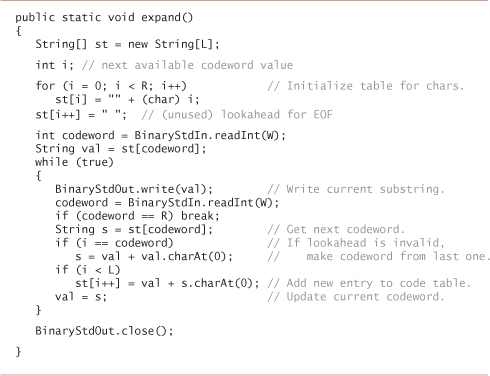 public static void expand()
{
   String[] st = new String[L];
   int i; // next available codeword value
   for (i = 0; i < R; i++)            // Initialize table for chars.
      st[i] = "" + (char) i;
   st[i++] = " ";  // (unused) lookahead for EOF
   int codeword = BinaryStdIn.readInt(W);
   String val = st[codeword];
   while (true)
   {
      BinaryStdOut.write(val);        // Write current substring.
      codeword = BinaryStdIn.readInt(W);
      if (codeword == R) break;
      String s = st[codeword];        // Get next codeword.
      if (i == codeword)              // If lookahead is invalid,
         s = val + val.charAt(0);     //    make codeword from last one.
      if (i < L)
         st[i++] = val + s.charAt(0); // Add new entry to code table.
      val = s;                        // Update current codeword.
   }
   BinaryStdOut.close();
}